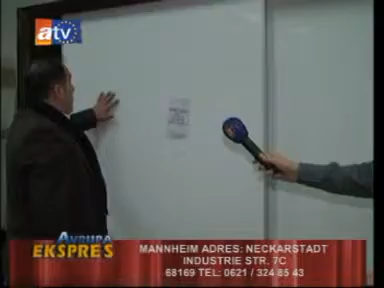 atv
AVRUPA
EKSPRES
MANNHEIM ADRES: NECKARSTADT
INDUSTRIE STR. 7C
68169 TEL: 0621 / 324 85 43